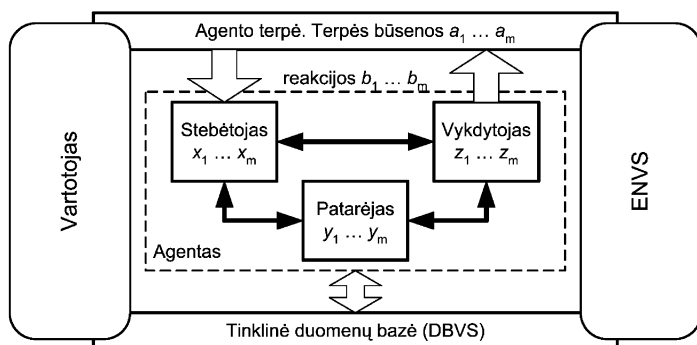 Agento terpė. Terpės būsenos a₁ … aₘ
reakcijos b₁ … bₘ
Vartotojas
Stebėtojas
x₁ … xₘ
Vykdytojas
z₁ … zₘ
ENVS
Patarėjas
y₁ … yₘ
Agentas
Tinklinė duomenų bazė (DBVS)